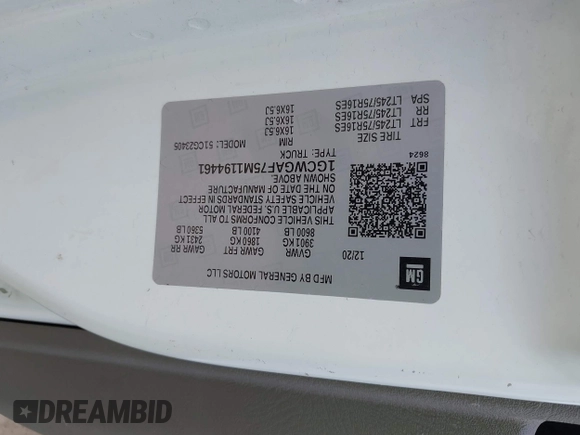 MFD BY GENERAL MOTORS LLC
GM
12/20
GVWR GAWR FRT GAWR RR
3901 KG 1860 KG 2431 KG
8600 LB 4100 LB 5360 LB
THIS VEHICLE CONFORMS TO ALL
APPLICABLE U.S. FEDERAL MOTOR
VEHICLE SAFETY STANDARDS IN EFFECT
ON THE DATE OF MANUFACTURE
SHOWN ABOVE.
1GCWGAF75M1194461
TYPE: TRUCK
MODEL: S1CG23405
8624
TIRE SIZE RIM
FRT LT245/75R16ES 16X6.5J
RR LT245/75R16ES 16X6.5J
SPA LT245/75R16ES 16X6.5J
DREAMBID